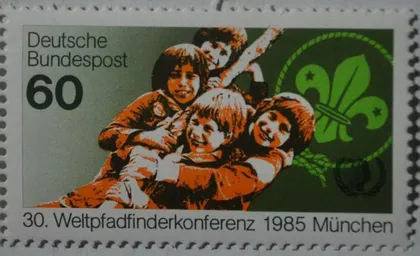 Deutsche
Bundespost
60
30. Weltpfadfinderkonferenz 1985 München